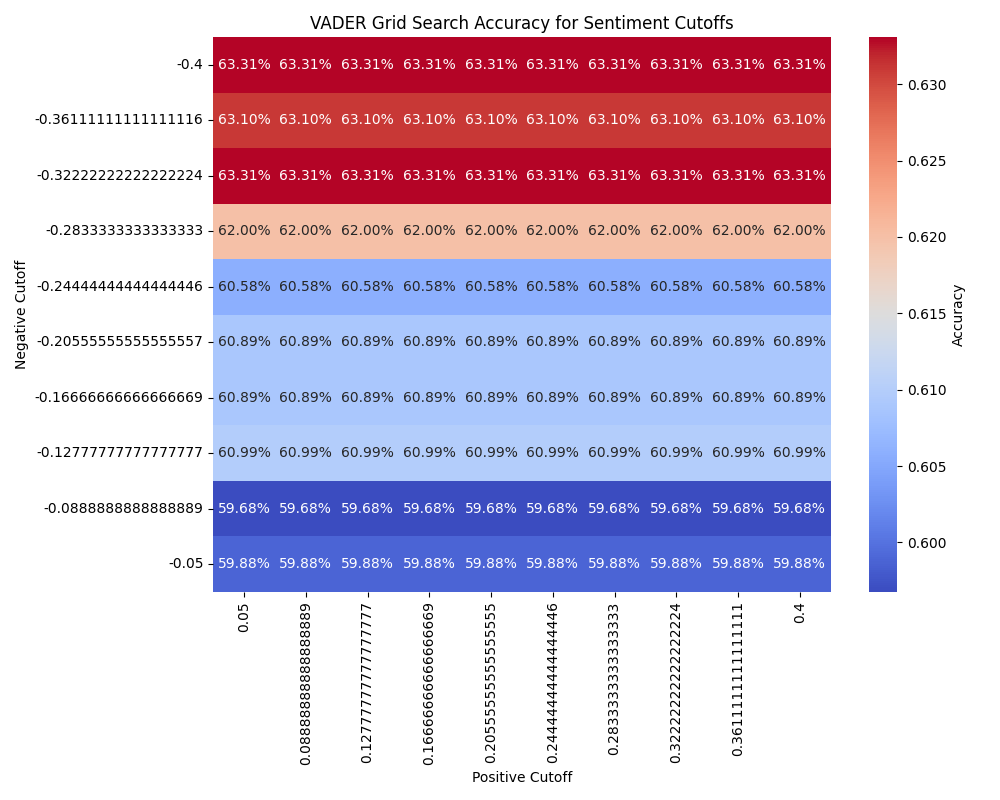 VADER Grid Search Accuracy for Sentiment Cutoffs
-0.4 63.31% 63.31% 63.31% 63.31% 63.31% 63.31% 63.31% 63.31% 63.31% 63.31%
-0.36111111111111116 63.10% 63.10% 63.10% 63.10% 63.10% 63.10% 63.10% 63.10% 63.10% 63.10%
-0.32222222222222224 63.31% 63.31% 63.31% 63.31% 63.31% 63.31% 63.31% 63.31% 63.31% 63.31%
-0.2833333333333333 62.00% 62.00% 62.00% 62.00% 62.00% 62.00% 62.00% 62.00% 62.00% 62.00%
-0.24444444444444446 60.58% 60.58% 60.58% 60.58% 60.58% 60.58% 60.58% 60.58% 60.58% 60.58%
-0.20555555555555557 60.89% 60.89% 60.89% 60.89% 60.89% 60.89% 60.89% 60.89% 60.89% 60.89%
-0.16666666666666669 60.89% 60.89% 60.89% 60.89% 60.89% 60.89% 60.89% 60.89% 60.89% 60.89%
-0.12777777777777777 60.99% 60.99% 60.99% 60.99% 60.99% 60.99% 60.99% 60.99% 60.99% 60.99%
-0.0888888888888889 59.68% 59.68% 59.68% 59.68% 59.68% 59.68% 59.68% 59.68% 59.68% 59.68%
-0.05 59.88% 59.88% 59.88% 59.88% 59.88% 59.88% 59.88% 59.88% 59.88% 59.88%
Negative Cutoff
0.05
0.08888888888888889
0.12777777777777777
0.16666666666666669
0.20555555555555555
0.24444444444444446
0.2833333333333333
0.32222222222222224
0.3611111111111111
0.4
Positive Cutoff
0.630
0.625
0.620
0.615
0.610
0.605
0.600
Accuracy